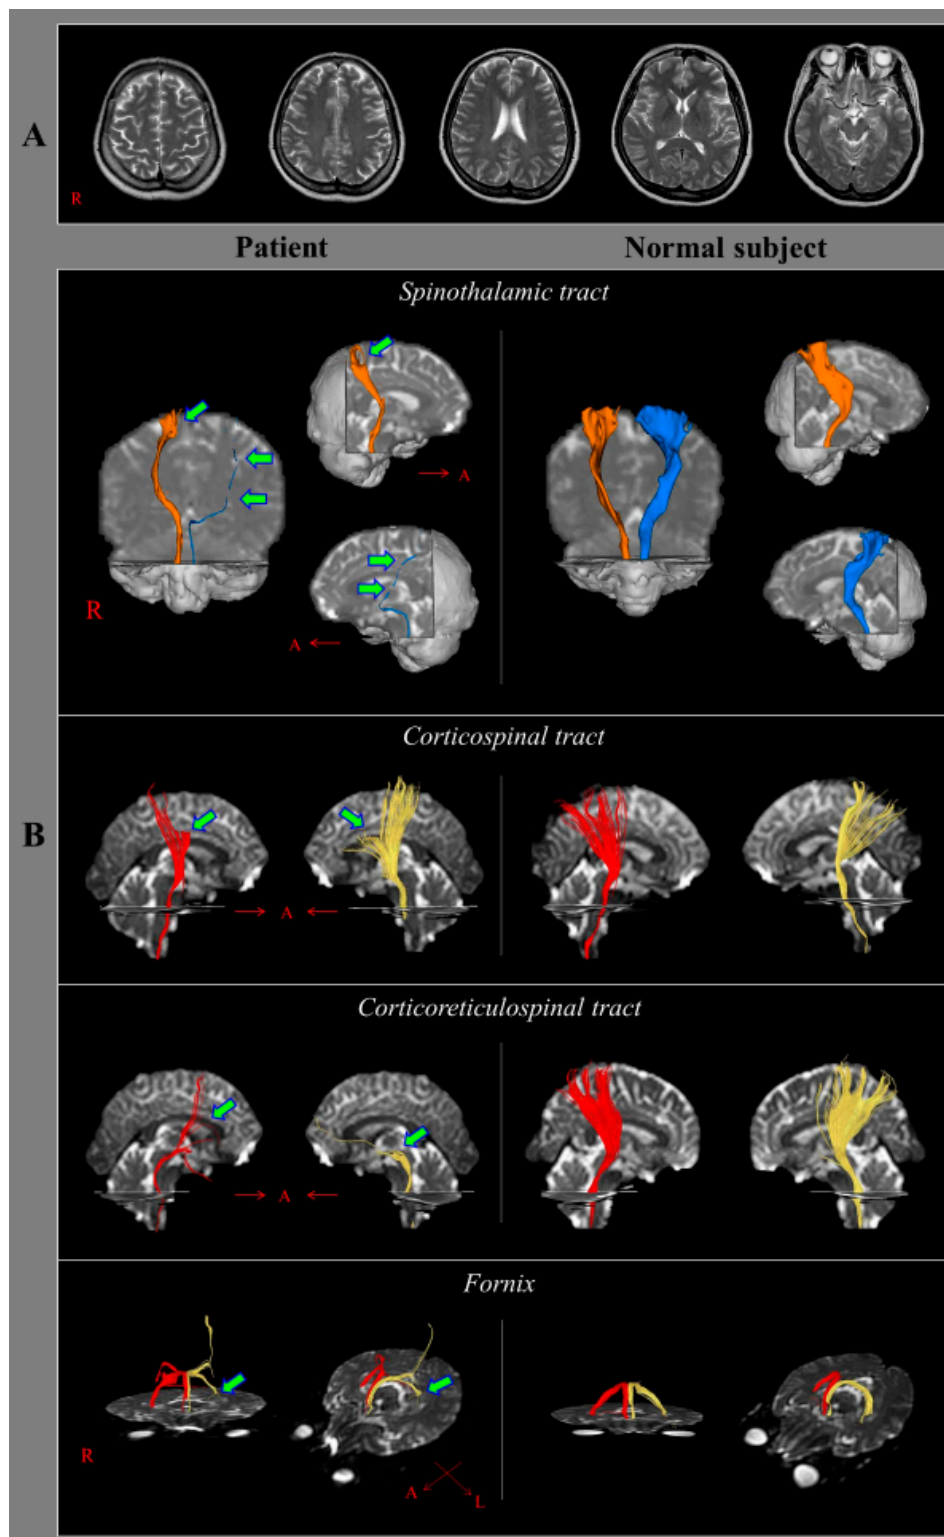 A
R
Patient
Normal subject
Spinothalamic tract
A
R
A
Corticospinal tract
B
A
Corticoreticulospinal tract
A
Fornix
R
A
L